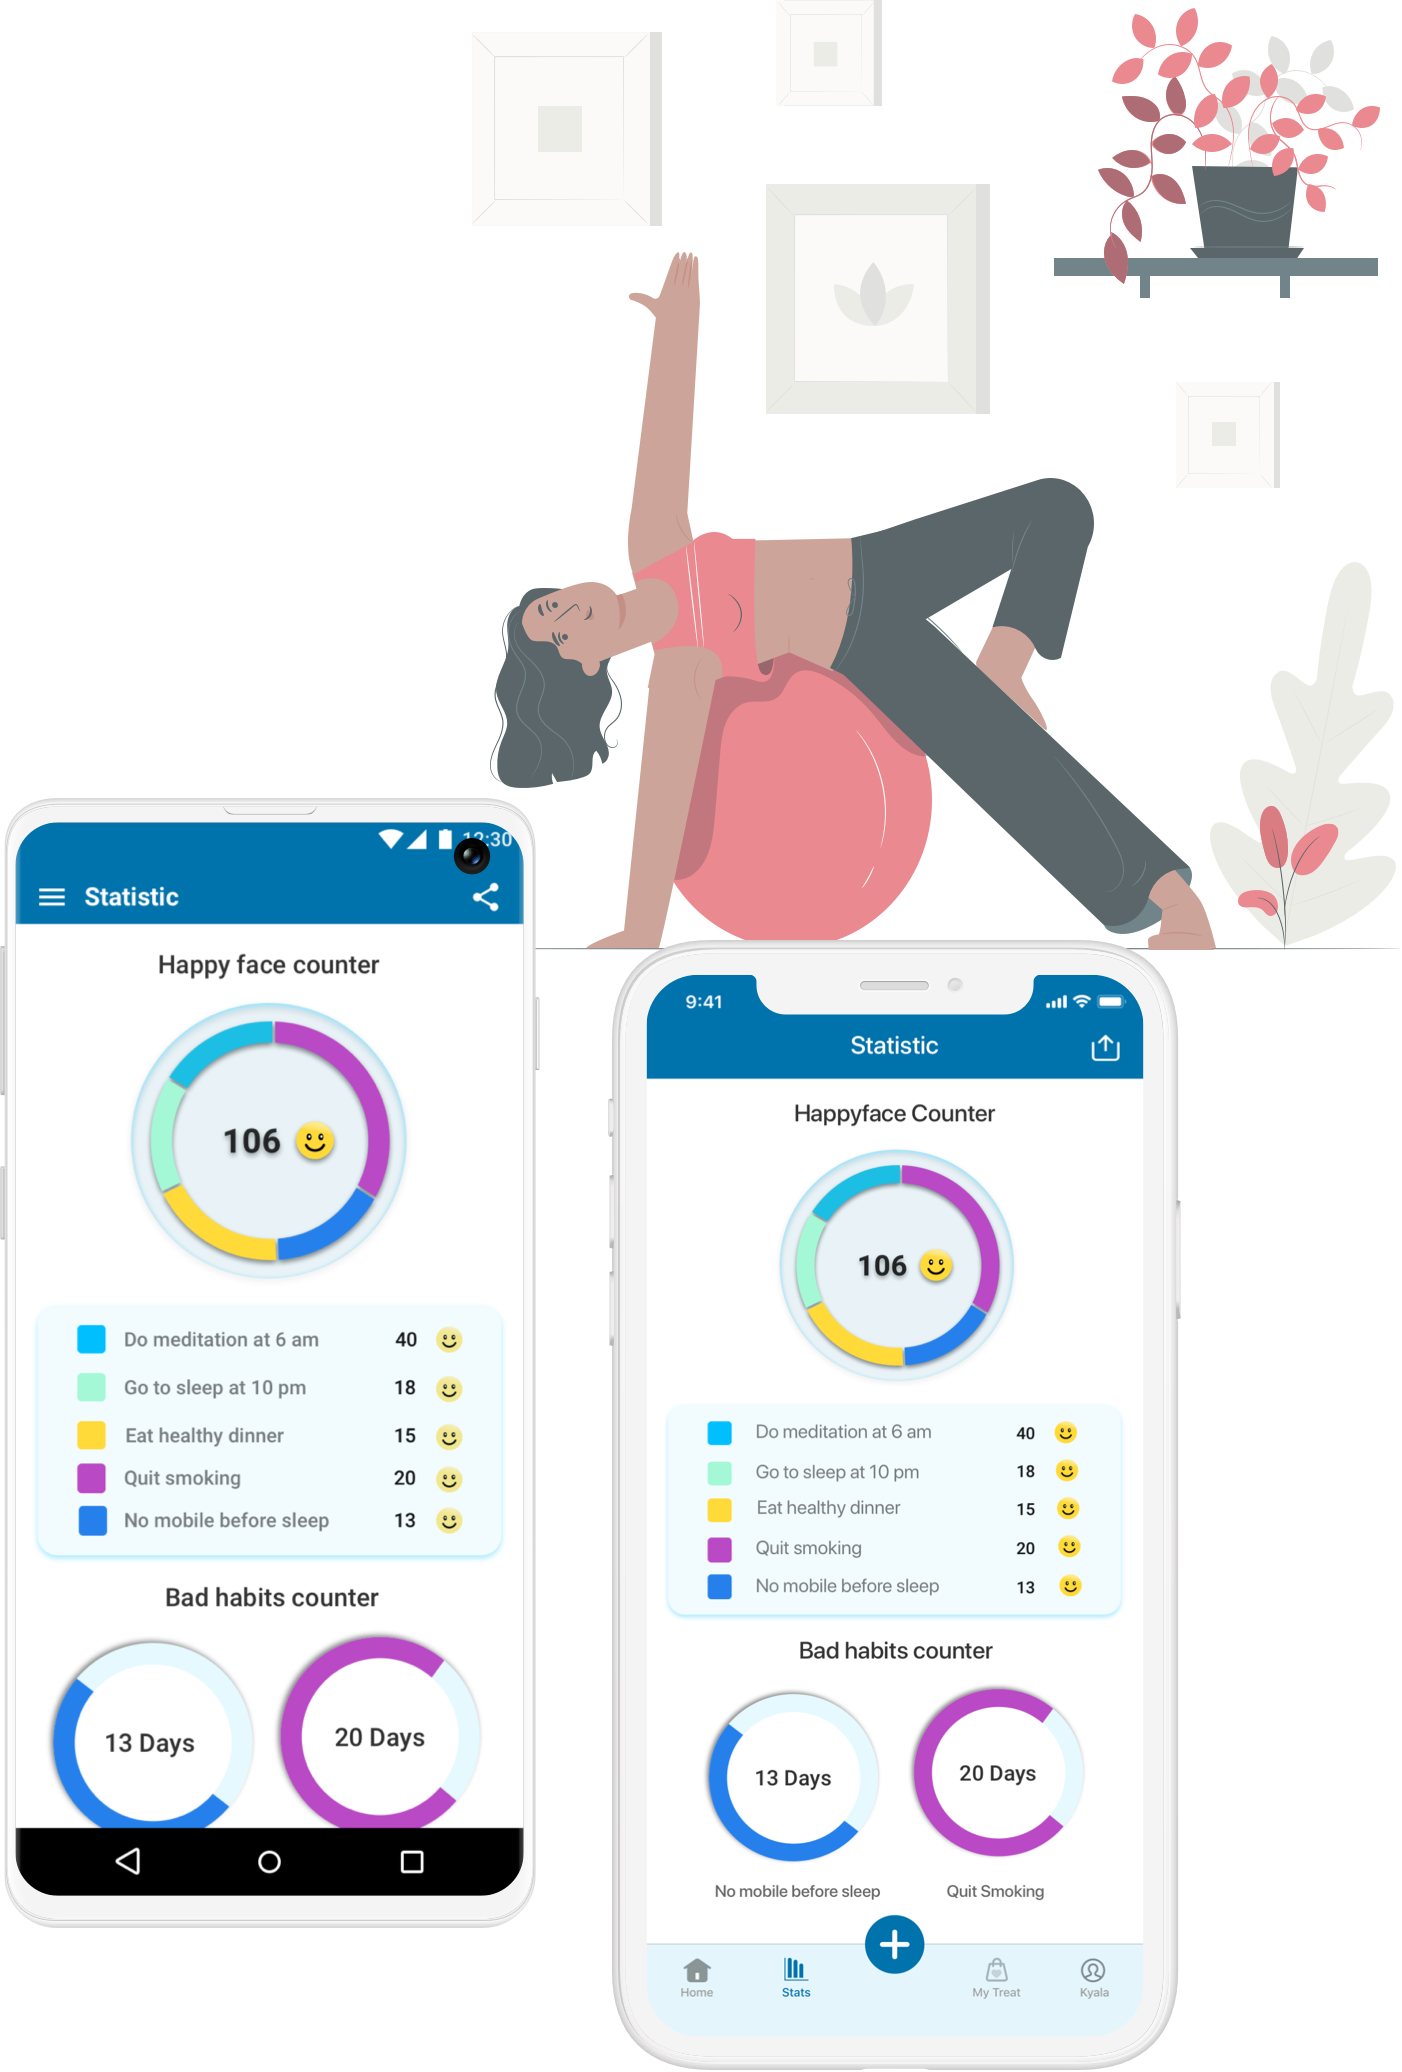 12:30
Statistic
Happy face counter
106
Do meditation at 6 am 40
Go to sleep at 10 pm 18
Eat healthy dinner 15
Quit smoking 20
No mobile before sleep 13
Bad habits counter
13 Days
20 Days
9:41
Statistic
Happyface Counter
106
Do meditation at 6 am 40
Go to sleep at 10 pm 18
Eat healthy dinner 15
Quit smoking 20
No mobile before sleep 13
Bad habits counter
13 Days
20 Days
No mobile before sleep
Quit Smoking
Home
Stats
My Treat
Kyala